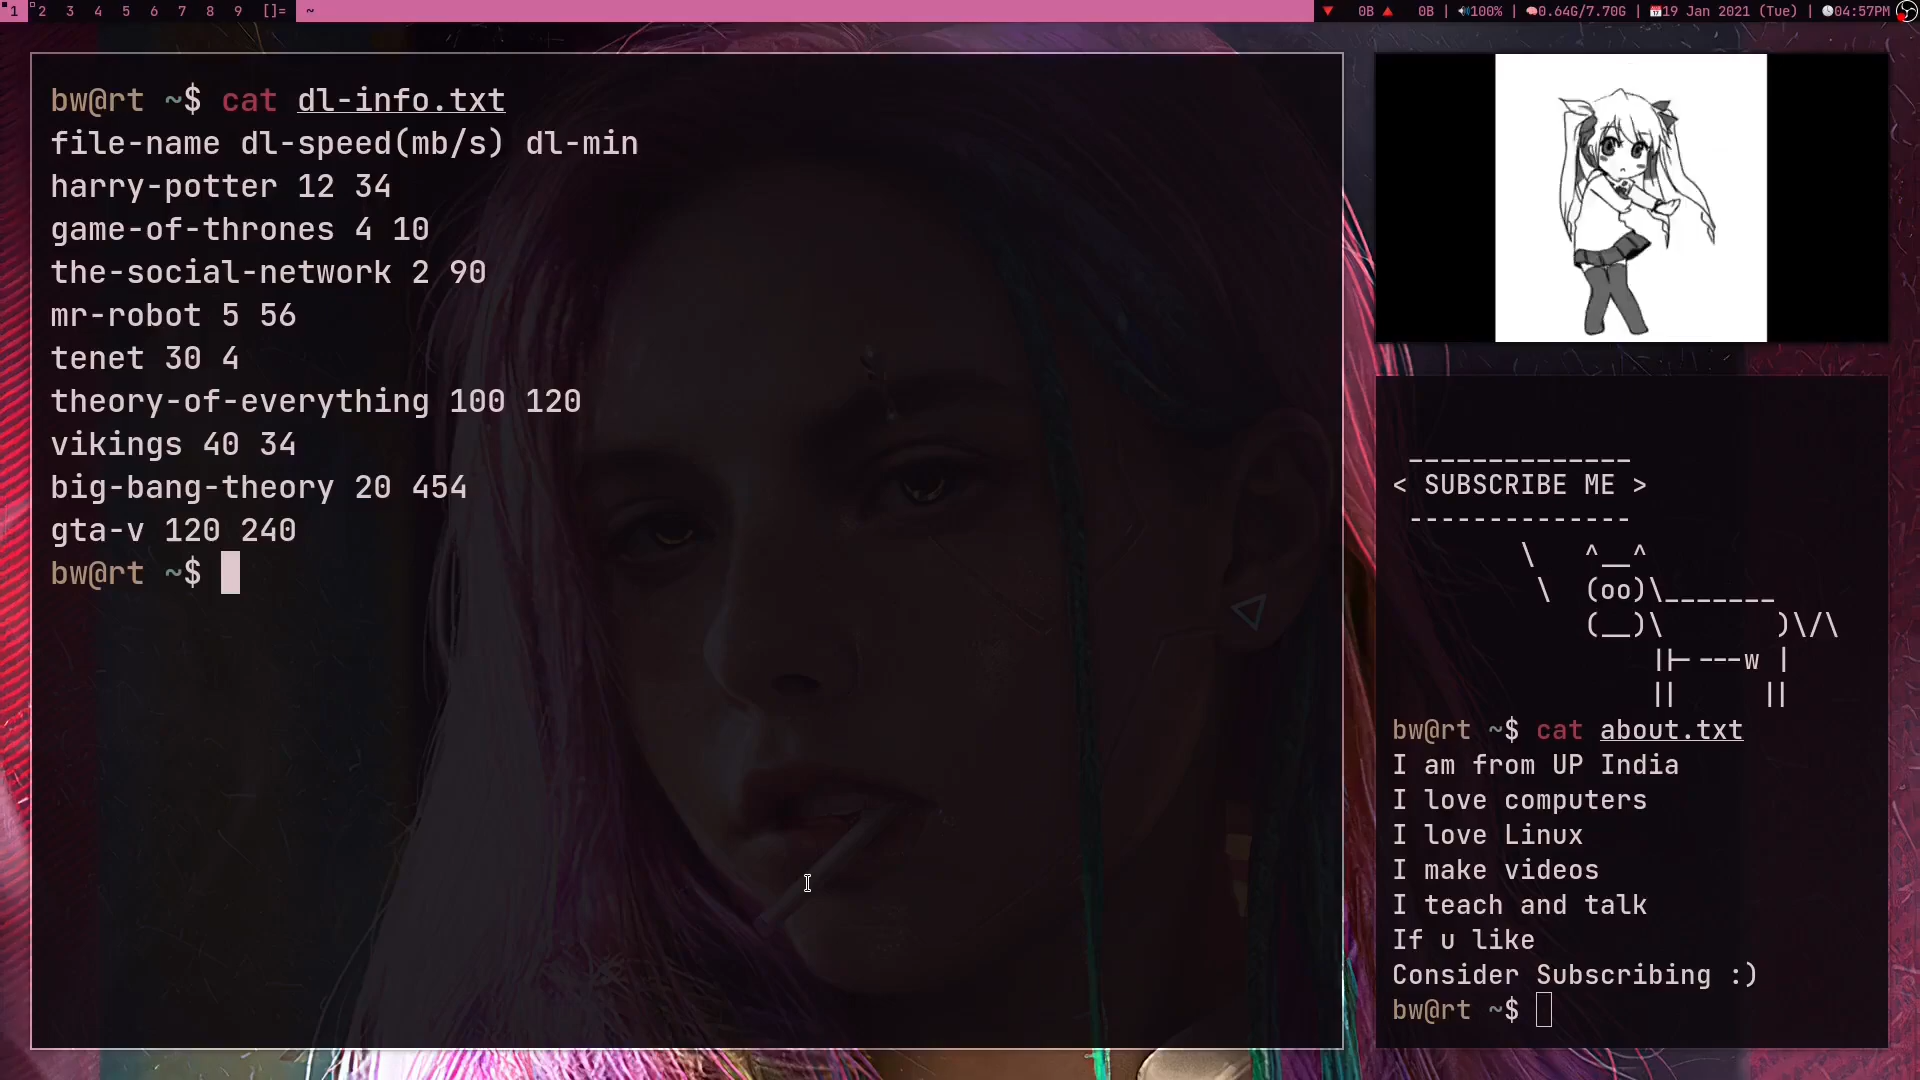 1 2 3 4 5 6 7 8 9 []= ~ 0B 0B | 100% | 0.64G/7.70G | 19 Jan 2021 (Tue) | 04:57PM
bw@rt ~$ cat dl-info.txt
file-name dl-speed(mb/s) dl-min
harry-potter 12 34
game-of-thrones 4 10
the-social-network 2 90
mr-robot 5 56
tenet 30 4
theory-of-everything 100 120
vikings 40 34
big-bang-theory 20 454
gta-v 120 240
bw@rt ~$
______________
< SUBSCRIBE ME >
--------------
\   ^__^
\  (oo)\_______
(__)\       )\/\
||----w |
||     ||
bw@rt ~$ cat about.txt
I am from UP India
I love computers
I love Linux
I make videos
I teach and talk
If u like
Consider Subscribing :)
bw@rt ~$